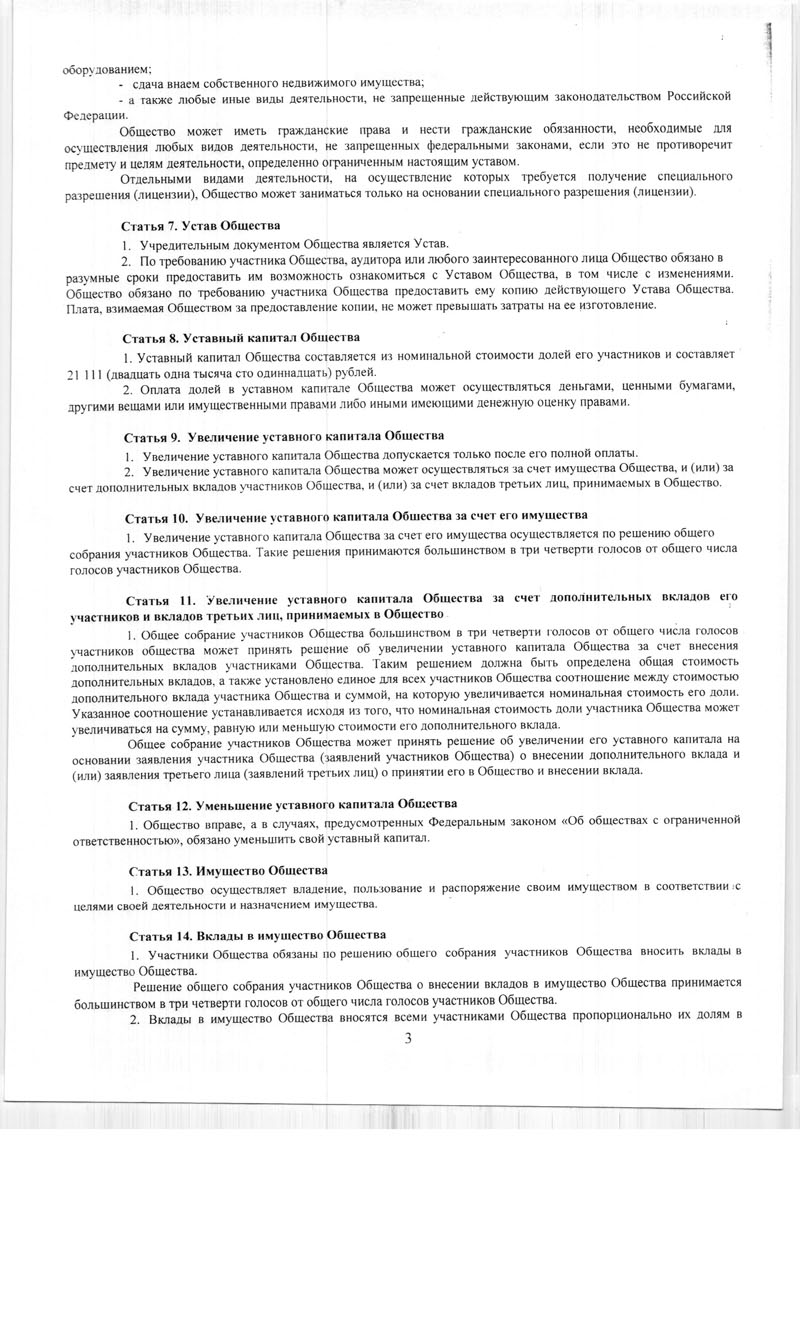 оборудованием;
- сдача внаем собственного недвижимого имущества;
- а также любые иные виды деятельности, не запрещенные действующим законодательством Российской
Федерации.
Общество может иметь гражданские права и нести гражданские обязанности, необходимые для
осуществления любых видов деятельности, не запрещенных федеральными законами, если это не противоречит
предмету и целям деятельности, определенно ограниченным настоящим уставом.
Отдельными видами деятельности, на осуществление которых требуется получение специального
разрешения (лицензии), Общество может заниматься только на основании специального разрешения (лицензии).
Статья 7. Устав Общества
1. Учредительным документом Общества является Устав.
2. По требованию участника Общества, аудитора или любого заинтересованного лица Общество обязано в
разумные сроки предоставить им возможность ознакомиться с Уставом Общества, в том числе с изменениями.
Общество обязано по требованию участника Общества предоставить ему копию действующего Устава Общества.
Плата, взимаемая Обществом за предоставление копии, не может превышать затраты на ее изготовление.
Статья 8. Уставный капитал Общества
1. Уставный капитал Общества составляется из номинальной стоимости долей его участников и составляет
21 111 (двадцать одна тысяча сто одиннадцать) рублей.
2. Оплата долей в уставном капитале Общества может осуществляться деньгами, ценными бумагами,
другими вещами или имущественными правами либо иными имеющими денежную оценку правами.
Статья 9. Увеличение уставного капитала Общества
1. Увеличение уставного капитала Общества допускается только после его полной оплаты.
2. Увеличение уставного капитала Общества может осуществляться за счет имущества Общества, и (или) за
счет дополнительных вкладов участников Общества, и (или) за счет вкладов третьих лиц, принимаемых в Общество.
Статья 10. Увеличение уставного капитала Общества за счет его имущества
1. Увеличение уставного капитала Общества за счет его имущества осуществляется по решению общего
собрания участников Общества. Такие решения принимаются большинством в три четверти голосов от общего числа
голосов участников Общества.
Статья 11. Увеличение уставного капитала Общества за счет дополнительных вкладов его
участников и вкладов третьих лиц, принимаемых в Общество
1. Общее собрание участников Общества большинством в три четверти голосов от общего числа голосов
участников общества может принять решение об увеличении уставного капитала Общества за счет внесения
дополнительных вкладов участниками Общества. Таким решением должна быть определена общая стоимость
дополнительных вкладов, а также установлено единое для всех участников Общества соотношение между стоимостью
дополнительного вклада участника Общества и суммой, на которую увеличивается номинальная стоимость его доли.
Указанное соотношение устанавливается исходя из того, что номинальная стоимость доли участника Общества может
увеличиваться на сумму, равную или меньшую стоимости его дополнительного вклада.
Общее собрание участников Общества может принять решение об увеличении его уставного капитала на
основании заявления участника Общества (заявлений участников Общества) о внесении дополнительного вклада и
(или) заявления третьего лица (заявлений третьих лиц) о принятии его в Общество и внесении вклада.
Статья 12. Уменьшение уставного капитала Общества
1. Общество вправе, а в случаях, предусмотренных Федеральным законом «Об обществах с ограниченной
ответственностью», обязано уменьшить свой уставный капитал.
Статья 13. Имущество Общества
1. Общество осуществляет владение, пользование и распоряжение своим имуществом в соответствии с
целями своей деятельности и назначением имущества.
Статья 14. Вклады в имущество Общества
1. Участники Общества обязаны по решению общего собрания участников Общества вносить вклады в
имущество Общества.
Решение общего собрания участников Общества о внесении вкладов в имущество Общества принимается
большинством в три четверти голосов от общего числа голосов участников Общества.
2. Вклады в имущество Общества вносятся всеми участниками Общества пропорционально их долям в
3